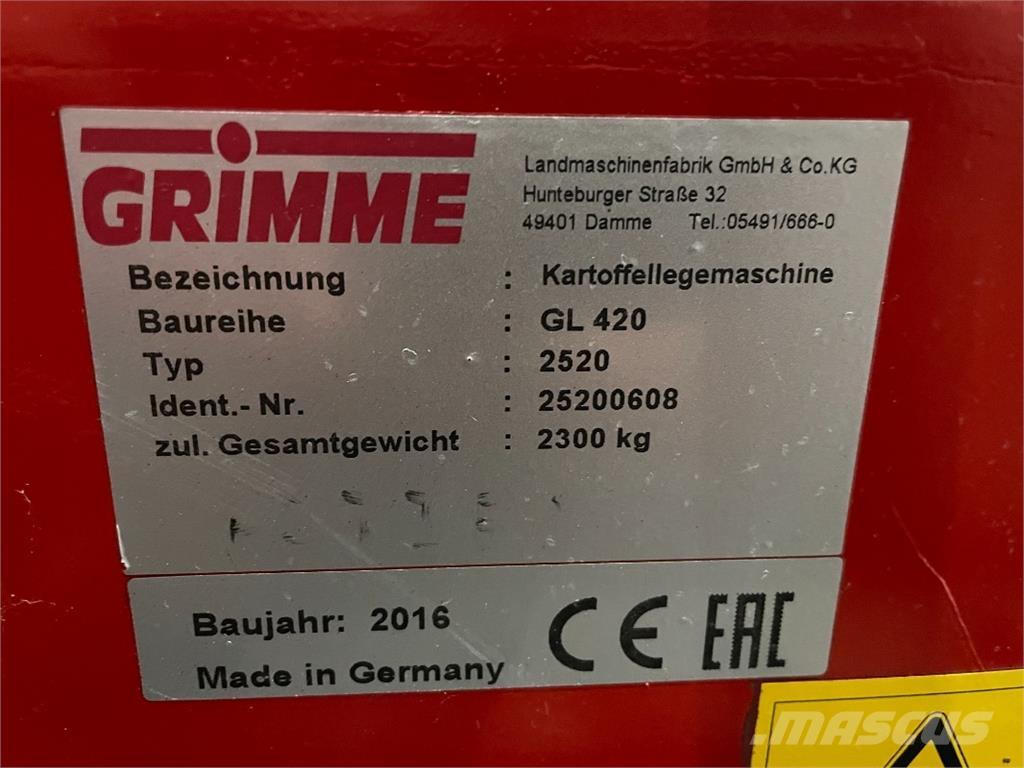 GRIMME
Landmaschinenfabrik GmbH & Co.KG
Hunteburger Straße 32
49401 Damme Tel.:05491/666-0
Bezeichnung : Kartoffellegemaschine
Baureihe : GL 420
Typ : 2520
Ident.- Nr. : 25200608
zul. Gesamtgewicht : 2300 kg
Baujahr: 2016
Made in Germany
CE EAC
MASCUS